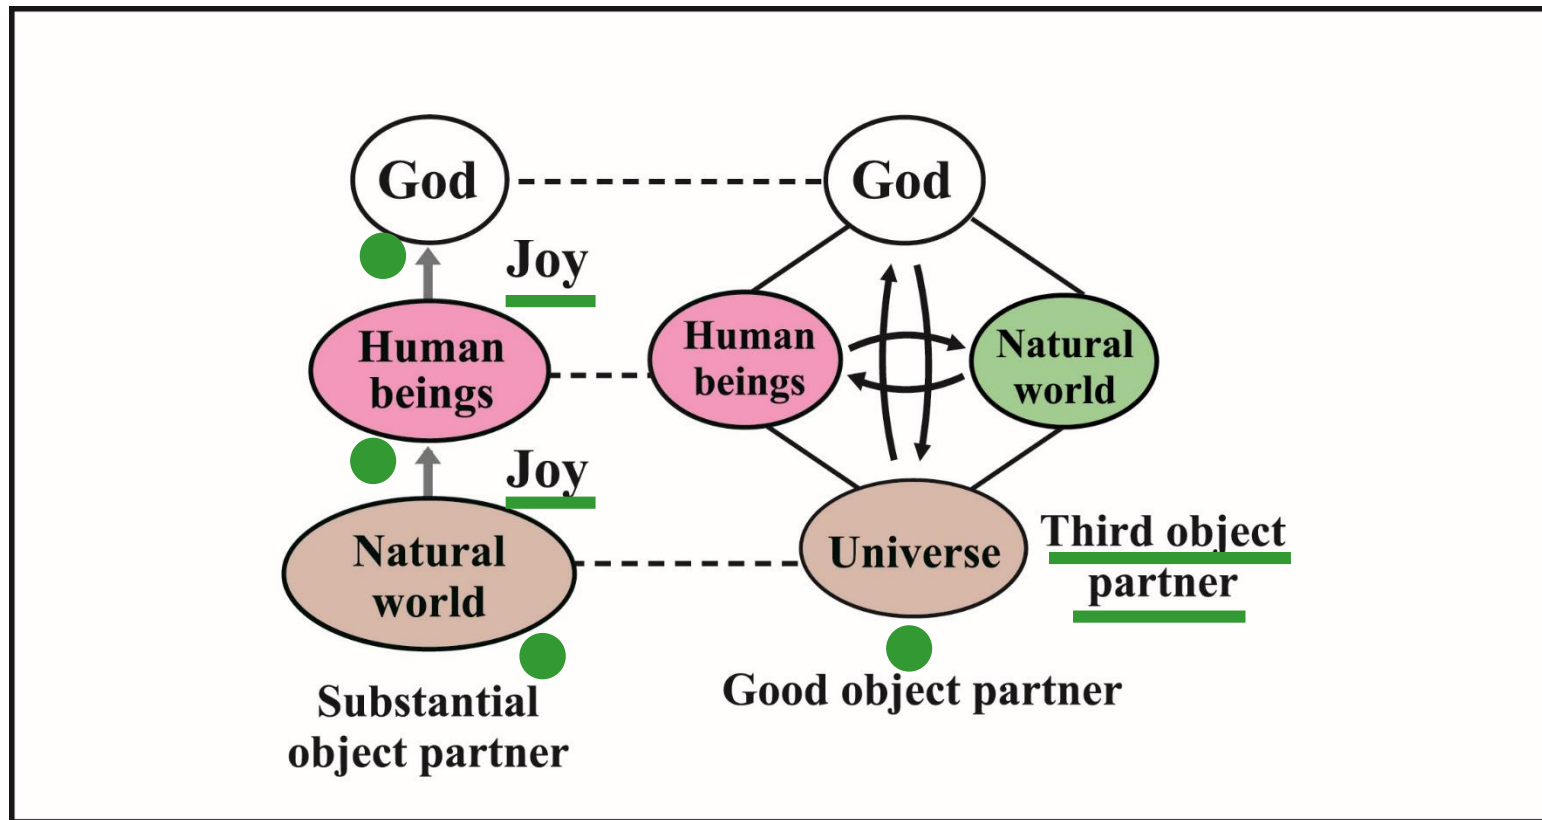 God
God
Joy
Human
beings
Human
beings
Natural
world
Joy
Natural
world
Universe
Third object
partner
Substantial
object partner
Good object partner